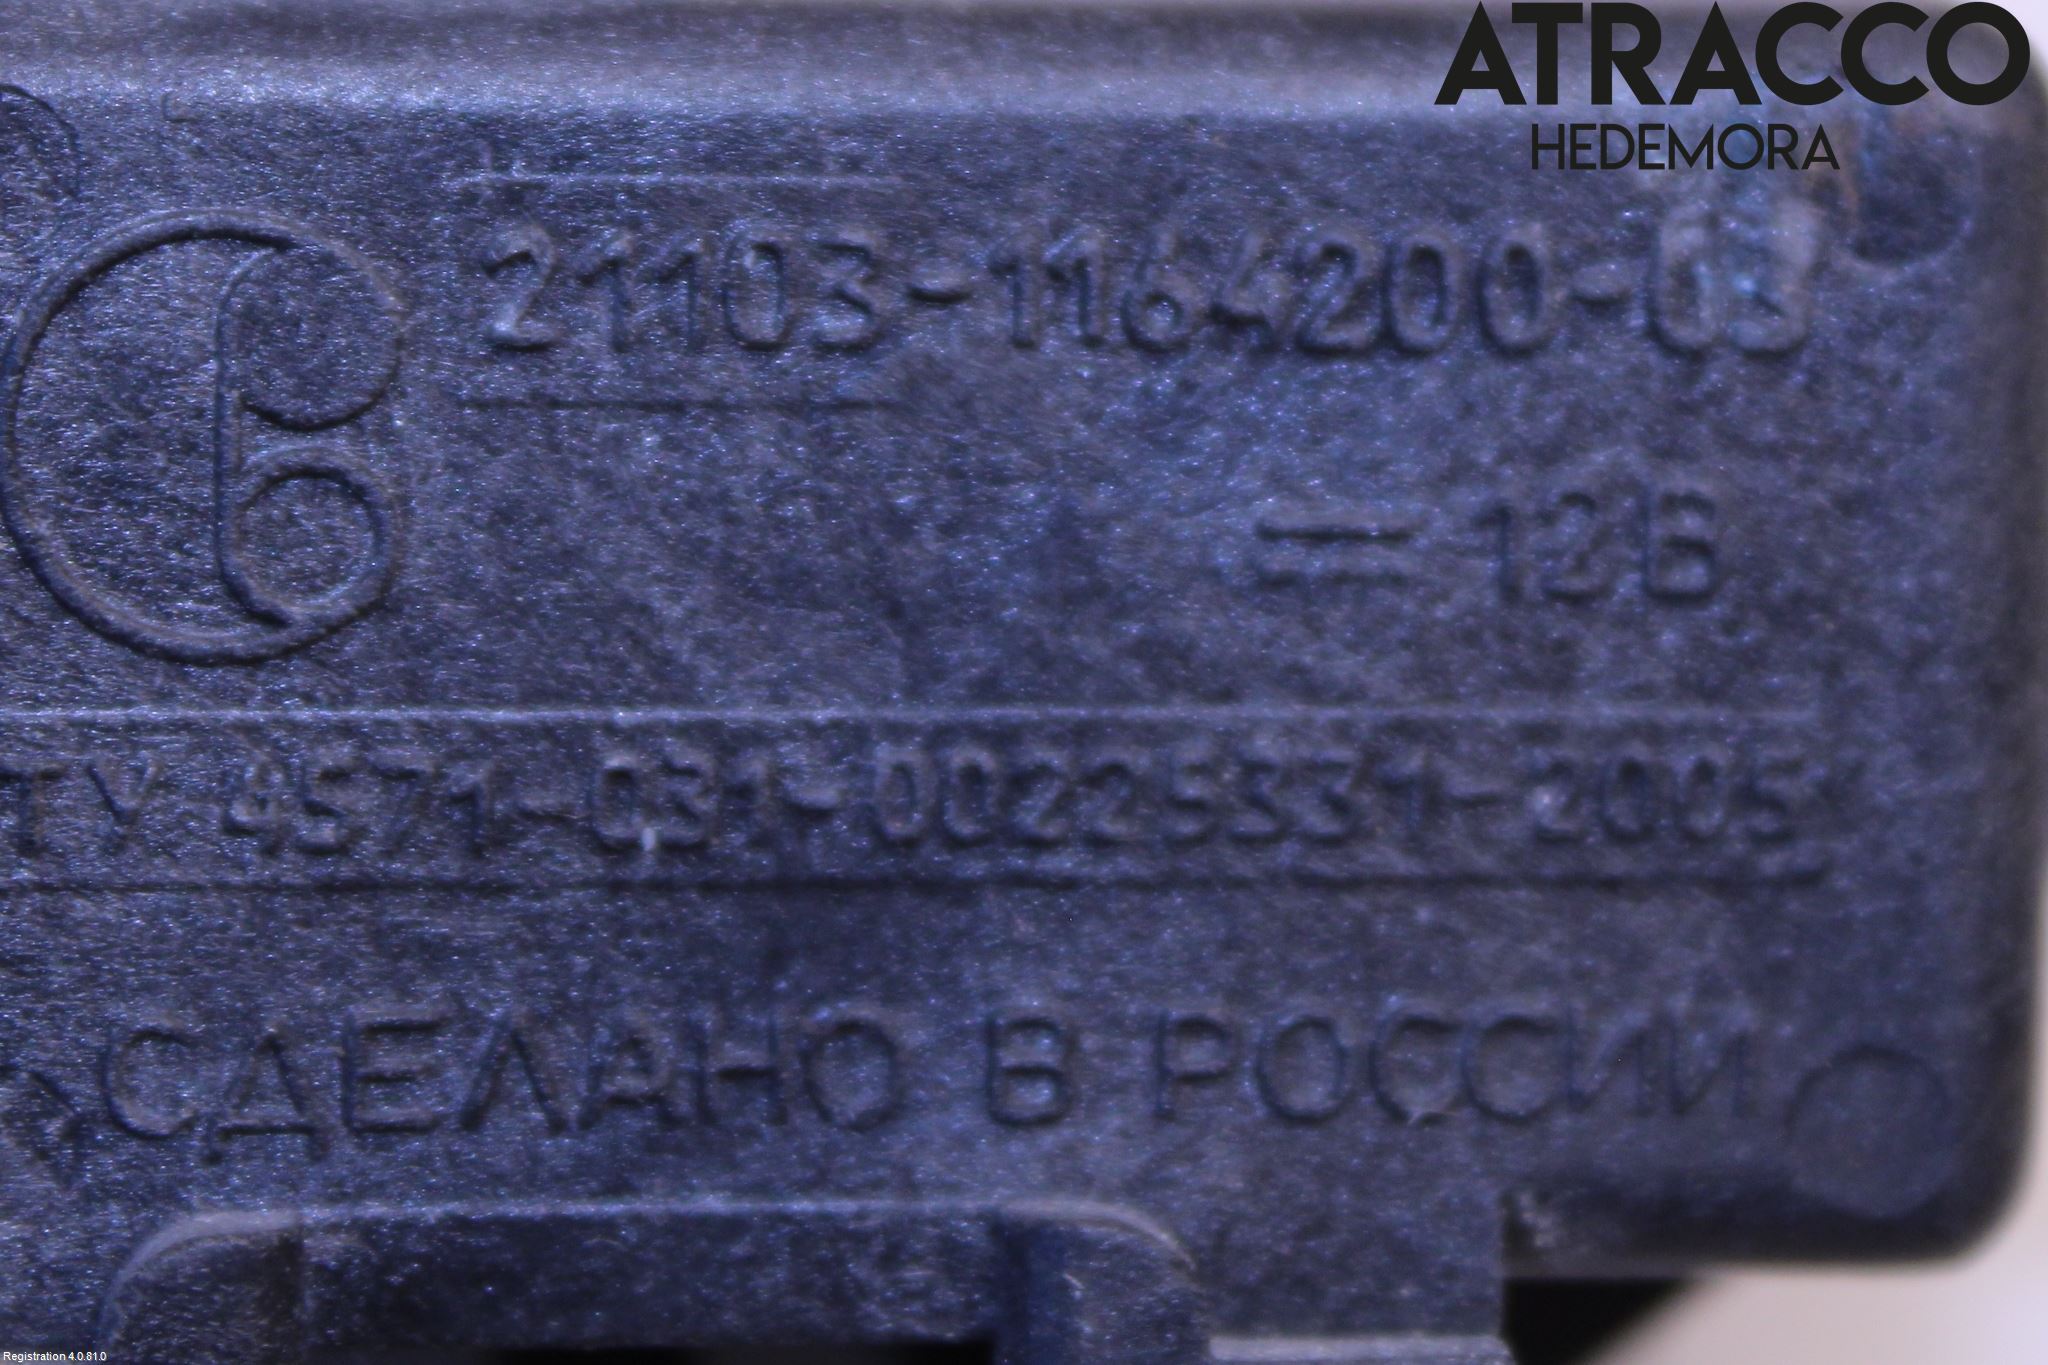 ATRACCO
HEDEMORA
21103-1164200-03
= 12В
ТУ 4571-031-00225331-2005
СДЕЛАНО В РОССИИ
Registration 4.0.81.0